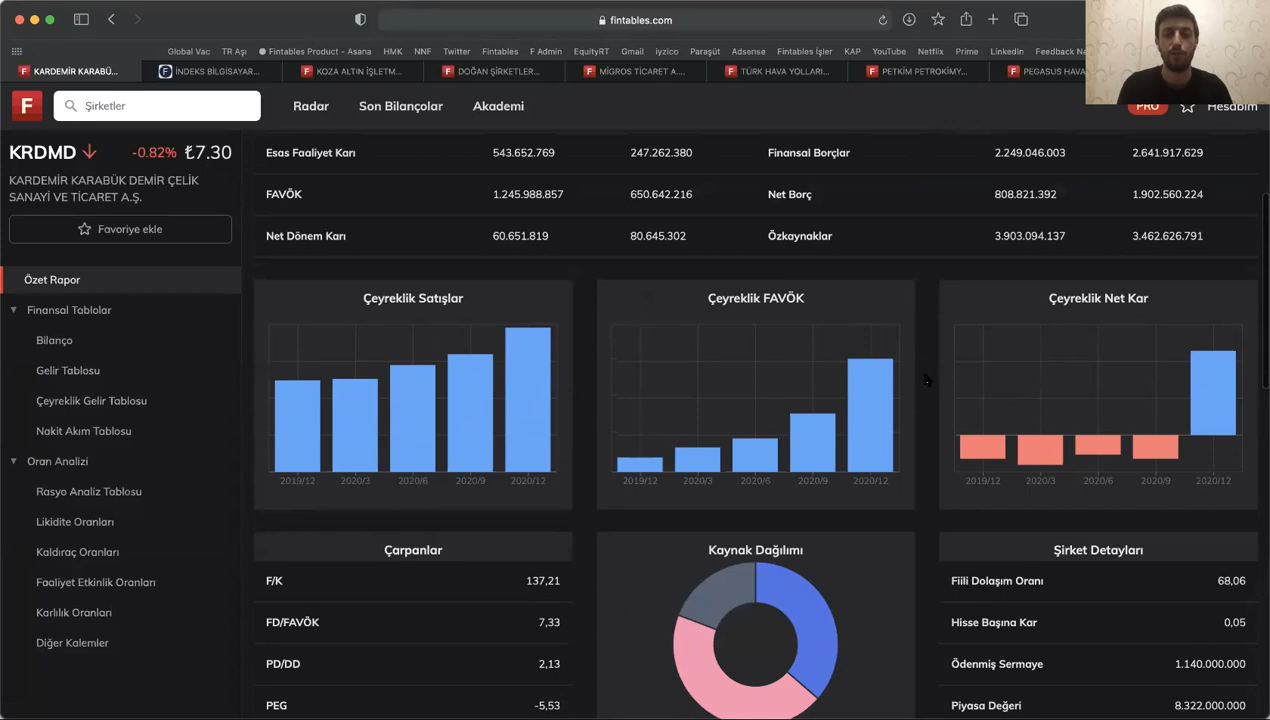 fintables.com
Global Vac TR Aşı Fintables Product - Asana HMK NNF Twitter Fintables F Admin EquityRT Gmail iyzico Paraşüt Adsense Fintables İşler KAP YouTube Netflix Prime LinkedIn Feedback
KARDEMİR KARABÜ... İNDEKS BİLGİSAYAR... KOZA ALTIN İŞLETM... DOĞAN ŞİRKETLER... MİGROS TİCARET A.... TÜRK HAVA YOLLARI... PETKİM PETROKİMY... PEGASUS HAVA
F Şirketler Radar Son Bilançolar Akademi PRO Hesabım
KRDMD -0.82% ₺7.30
KARDEMİR KARABÜK DEMİR ÇELİK
SANAYİ VE TİCARET A.Ş.
Favoriye ekle
Özet Rapor
Finansal Tablolar
Bilanço
Gelir Tablosu
Çeyreklik Gelir Tablosu
Nakit Akım Tablosu
Oran Analizi
Rasyo Analiz Tablosu
Likidite Oranları
Kaldıraç Oranları
Faaliyet Etkinlik Oranları
Karlılık Oranları
Diğer Kalemler
Esas Faaliyet Karı 543.652.769 247.262.380 Finansal Borçlar 2.249.046.003 2.641.917.629
FAVÖK 1.245.988.857 650.642.216 Net Borç 808.821.392 1.902.560.224
Net Dönem Karı 60.651.819 80.645.302 Özkaynaklar 3.903.094.137 3.462.626.791
Çeyreklik Satışlar
2019/12 2020/3 2020/6 2020/9 2020/12
Çeyreklik FAVÖK
2019/12 2020/3 2020/6 2020/9 2020/12
Çeyreklik Net Kar
2019/12 2020/3 2020/6 2020/9 2020/12
Çarpanlar
F/K 137,21
FD/FAVÖK 7,33
PD/DD 2,13
PEG -5,53
Kaynak Dağılımı
Şirket Detayları
Fiili Dolaşım Oranı 68,06
Hisse Başına Kar 0,05
Ödenmiş Sermaye 1.140.000.000
Piyasa Değeri 8.322.000.000